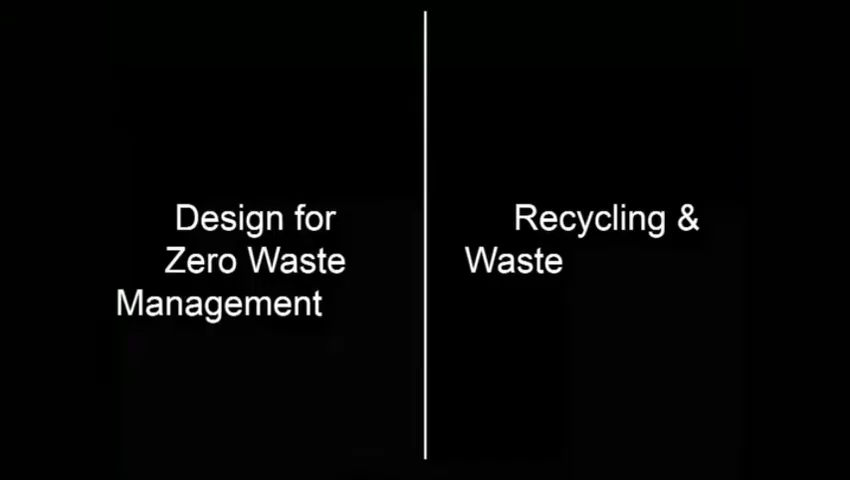 Design for
Zero Waste
Management
Recycling &
Waste